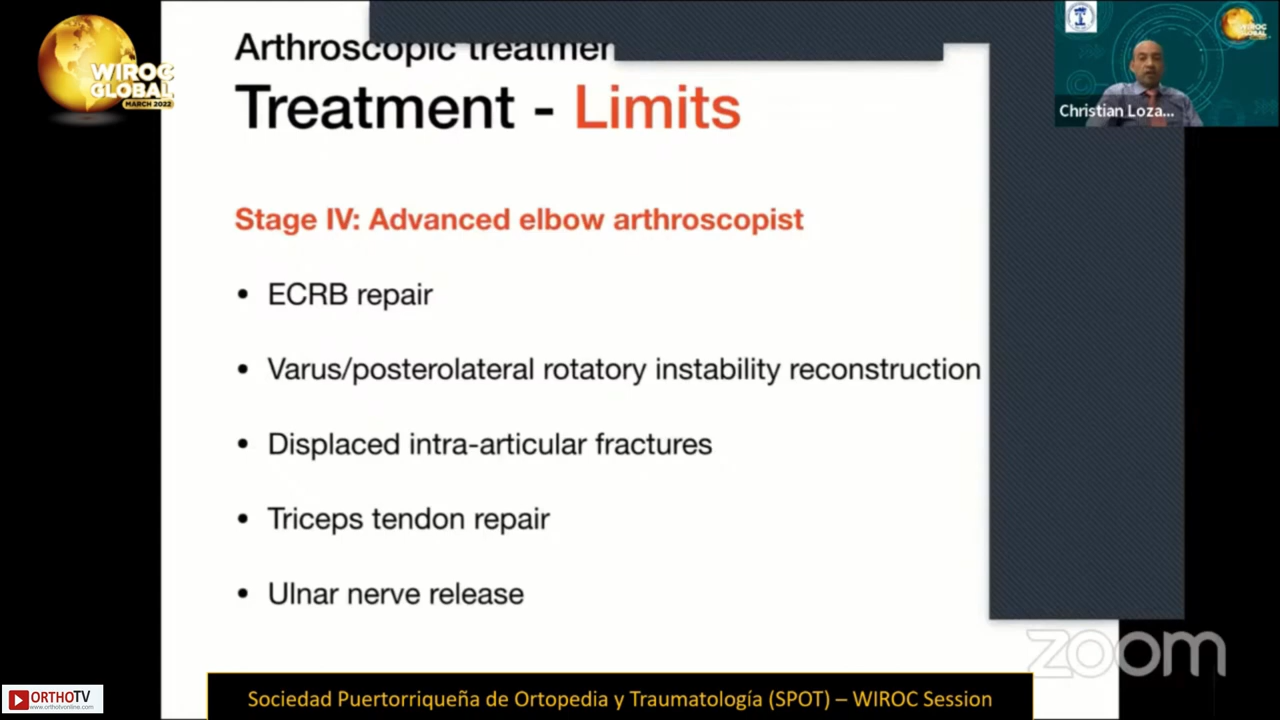 WIROC
GLOBAL
MARCH 2022
Arthroscopic treatmer
Treatment - Limits
Stage IV: Advanced elbow arthroscopist
• ECRB repair
• Varus/posterolateral rotatory instability reconstruction
• Displaced intra-articular fractures
• Triceps tendon repair
• Ulnar nerve release
Christian Loza...
zoom
ORTHOTV
www.orthotvonline.com
Sociedad Puertorriqueña de Ortopedia y Traumatología (SPOT) – WIROC Session